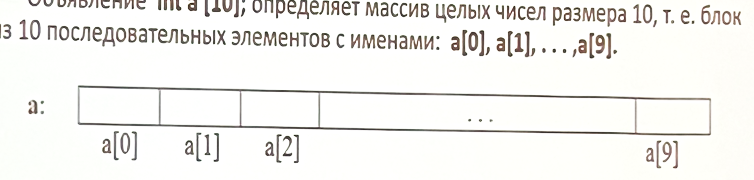 Объявление int a [10]; определяет массив целых чисел размера 10, т. е. блок
из 10 последовательных элементов с именами: a[0], a[1], . . . ,a[9].
a:
. . .
a[0] a[1] a[2] a[9]